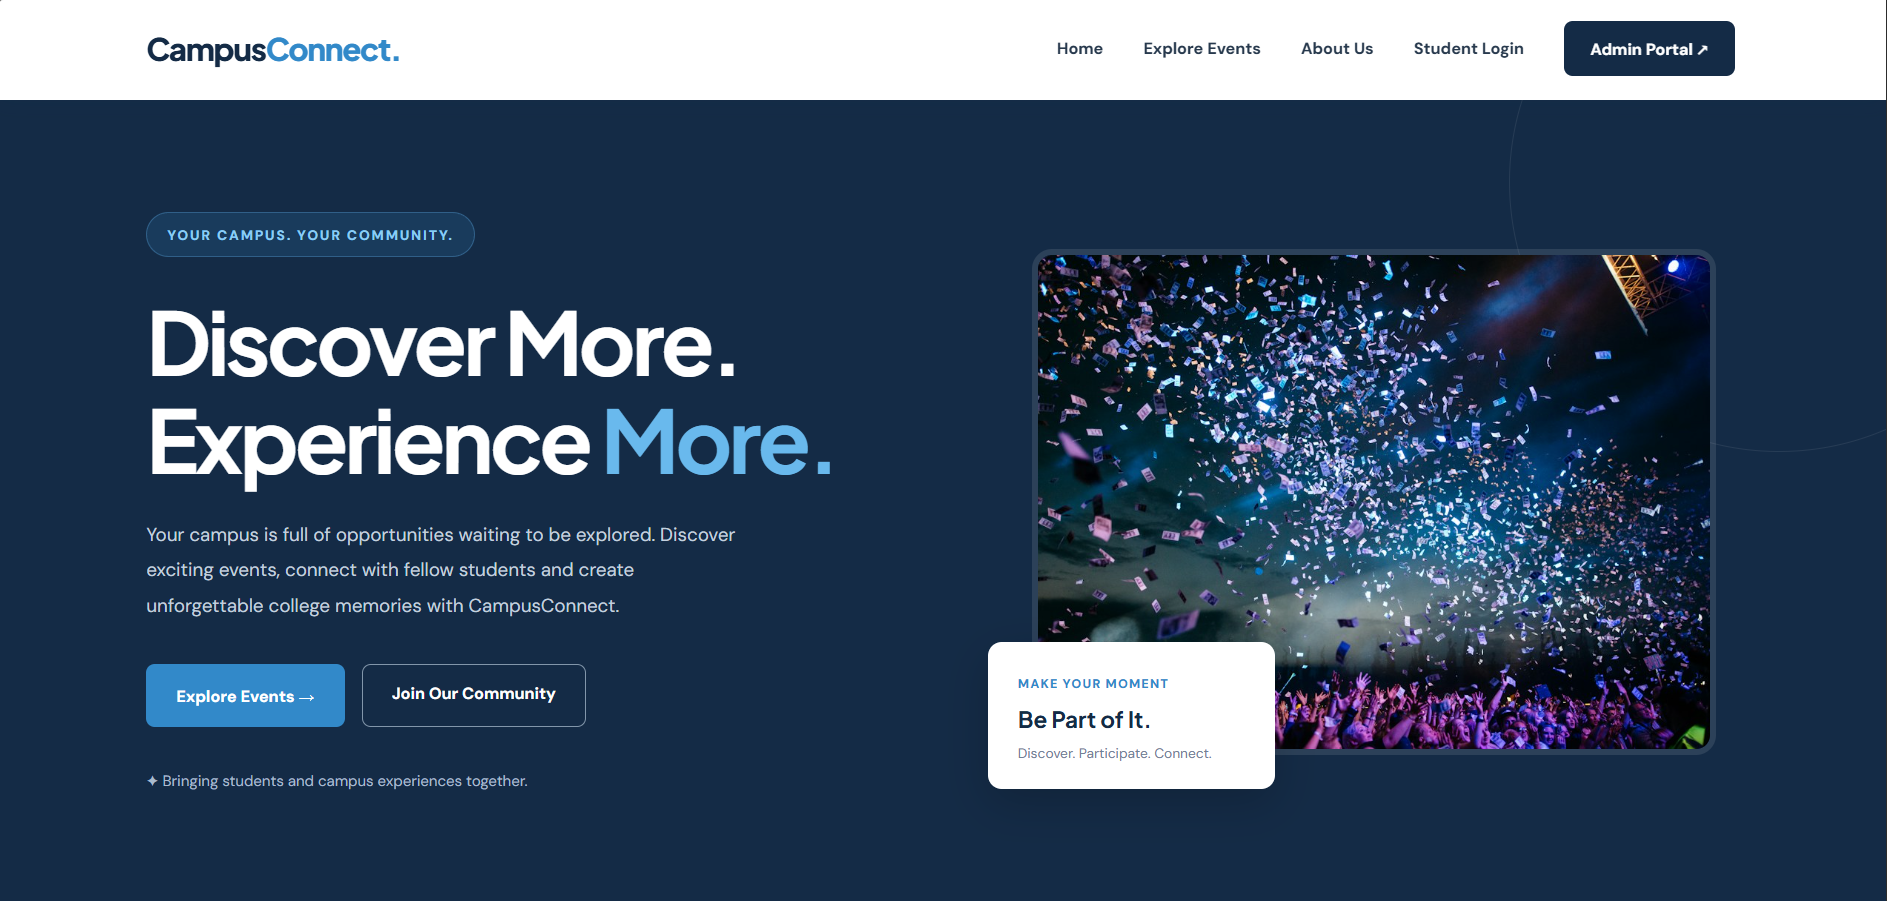 CampusConnect.
Home
Explore Events
About Us
Student Login
Admin Portal ↗
YOUR CAMPUS. YOUR COMMUNITY.
Discover More.
Experience More.
Your campus is full of opportunities waiting to be explored. Discover
exciting events, connect with fellow students and create
unforgettable college memories with CampusConnect.
Explore Events →
Join Our Community
✦ Bringing students and campus experiences together.
MAKE YOUR MOMENT
Be Part of It.
Discover. Participate. Connect.